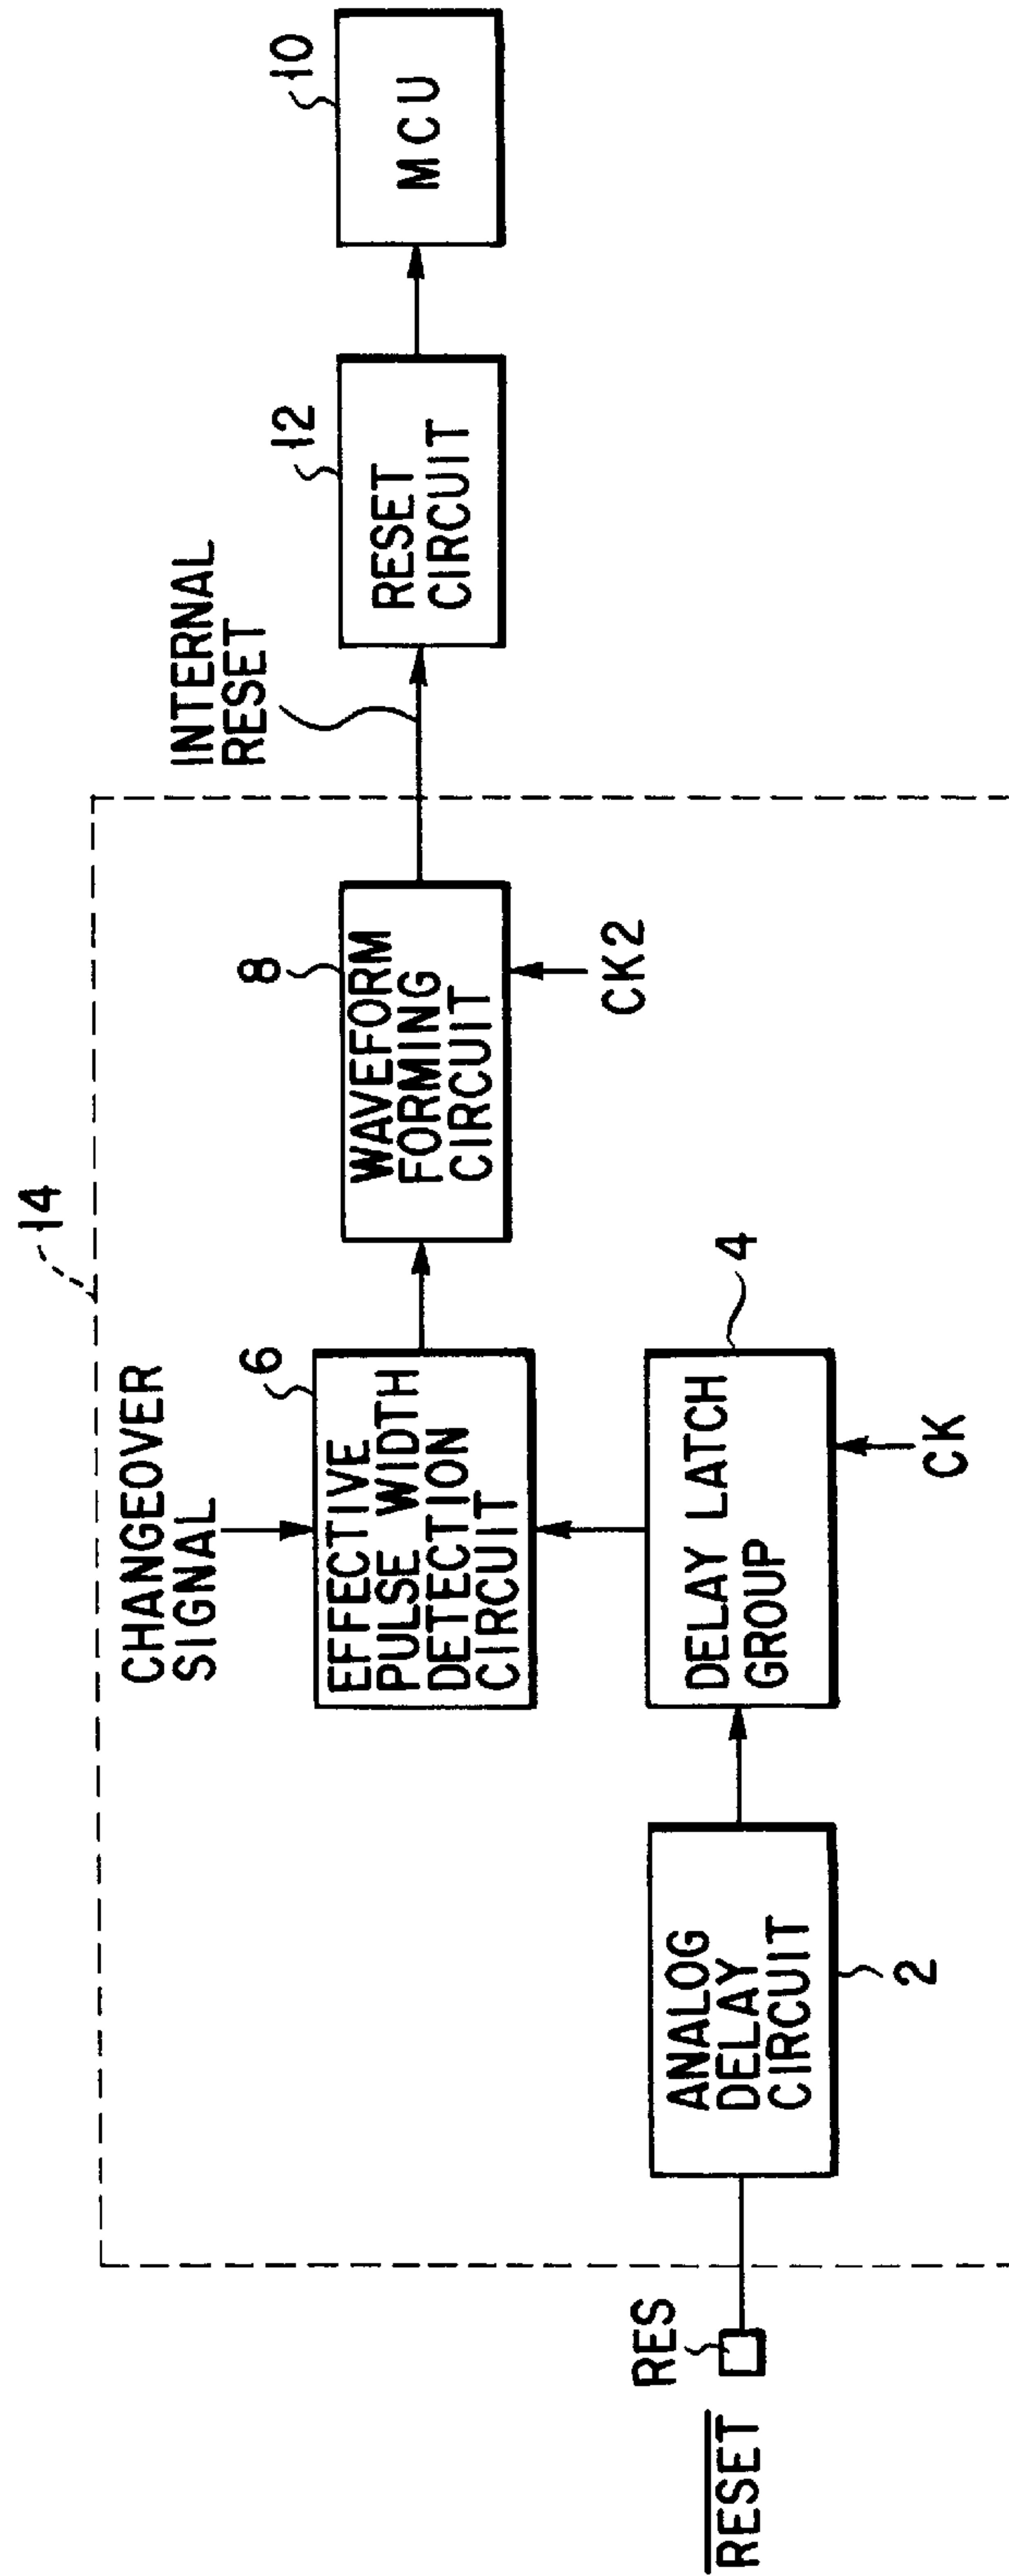 14
CHANGEOVER
SIGNAL
6
EFFECTIVE
PULSE WIDTH
DETECTION
CIRCUIT
8
WAVEFORM
FORMING
CIRCUIT
CK2
INTERNAL
RESET
12
RESET
CIRCUIT
10
MCU
RES
RESET
ANALOG
DELAY
CIRCUIT
2
DELAY LATCH
GROUP
4
CK